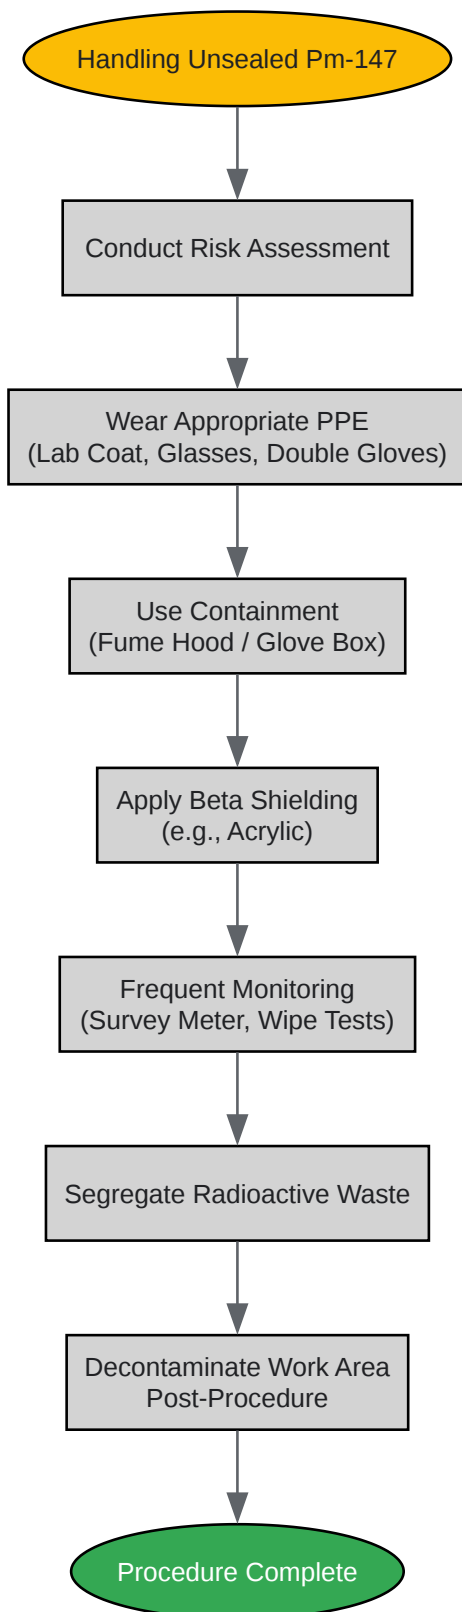 Handling Unsealed Pm-147
Conduct Risk Assessment
Wear Appropriate PPE
(Lab Coat, Glasses, Double Gloves)
Use Containment
(Fume Hood / Glove Box)
Apply Beta Shielding
(e.g., Acrylic)
Frequent Monitoring
(Survey Meter, Wipe Tests)
Segregate Radioactive Waste
Decontaminate Work Area
Post-Procedure
Procedure Complete